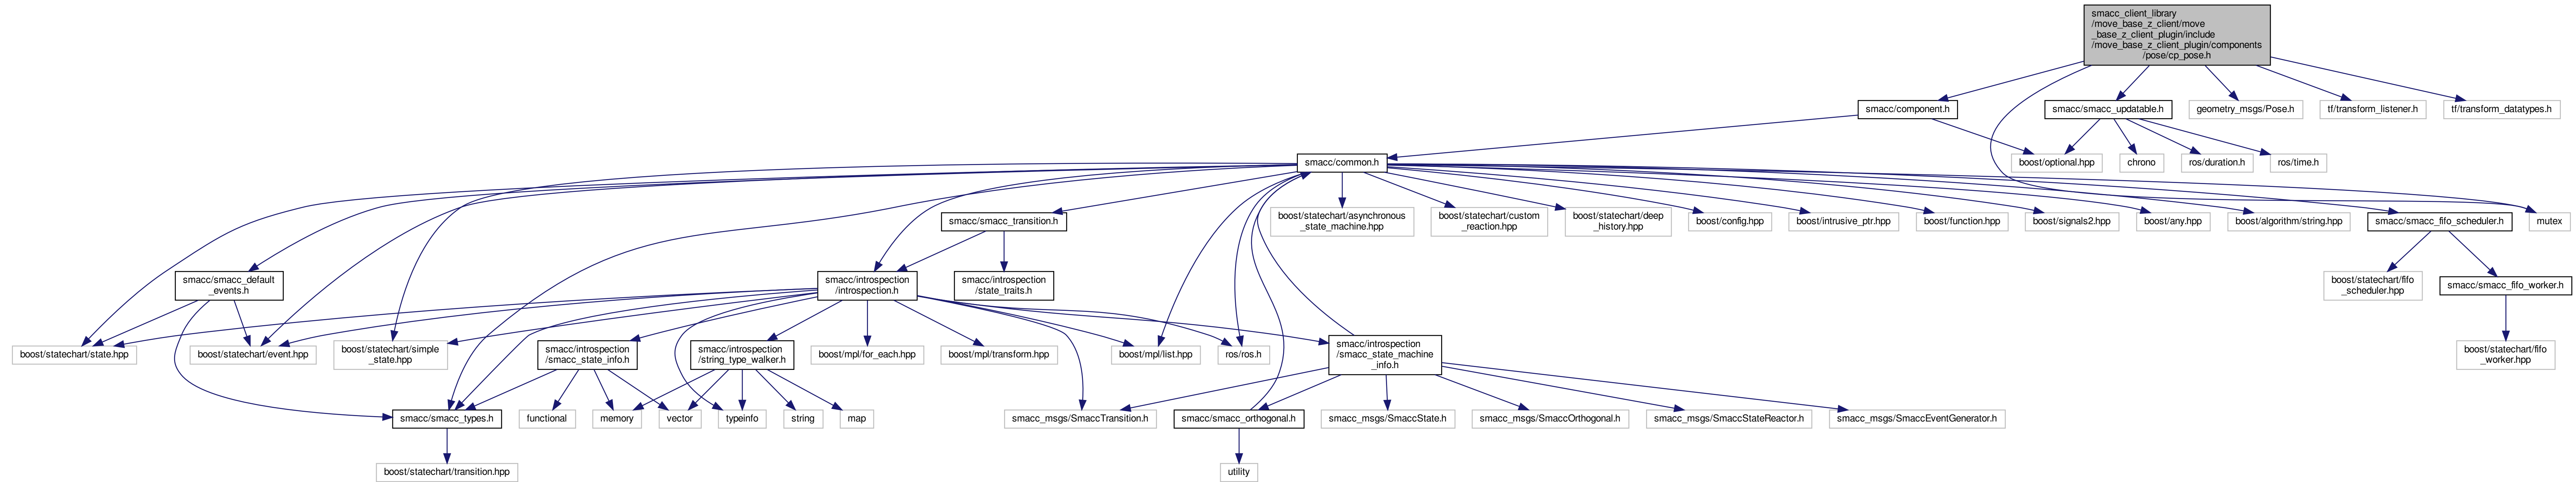 smacc_client_library
/move_base_z_client/move
_base_z_client_plugin/include
/move_base_z_client_plugin/components
/pose/cp_pose.h
smacc/component.h
smacc/smacc_updatable.h
geometry_msgs/Pose.h
tf/transform_listener.h
tf/transform_datatypes.h
smacc/common.h
boost/optional.hpp
chrono
ros/duration.h
ros/time.h
smacc/smacc_transition.h
boost/statechart/asynchronous
_state_machine.hpp
boost/statechart/custom
_reaction.hpp
boost/statechart/deep
_history.hpp
boost/config.hpp
boost/intrusive_ptr.hpp
boost/function.hpp
boost/signals2.hpp
boost/any.hpp
boost/algorithm/string.hpp
smacc/smacc_fifo_scheduler.h
mutex
smacc/smacc_default
_events.h
smacc/introspection
/introspection.h
smacc/introspection
/state_traits.h
boost/statechart/fifo
_scheduler.hpp
smacc/smacc_fifo_worker.h
boost/statechart/state.hpp
boost/statechart/event.hpp
boost/statechart/simple
_state.hpp
smacc/introspection
/smacc_state_info.h
smacc/introspection
/string_type_walker.h
boost/mpl/for_each.hpp
boost/mpl/transform.hpp
boost/mpl/list.hpp
ros/ros.h
smacc/introspection
/smacc_state_machine
_info.h
boost/statechart/fifo
_worker.hpp
smacc/smacc_types.h
functional
memory
vector
typeinfo
string
map
smacc_msgs/SmaccTransition.h
smacc/smacc_orthogonal.h
smacc_msgs/SmaccState.h
smacc_msgs/SmaccOrthogonal.h
smacc_msgs/SmaccStateReactor.h
smacc_msgs/SmaccEventGenerator.h
boost/statechart/transition.hpp
utility